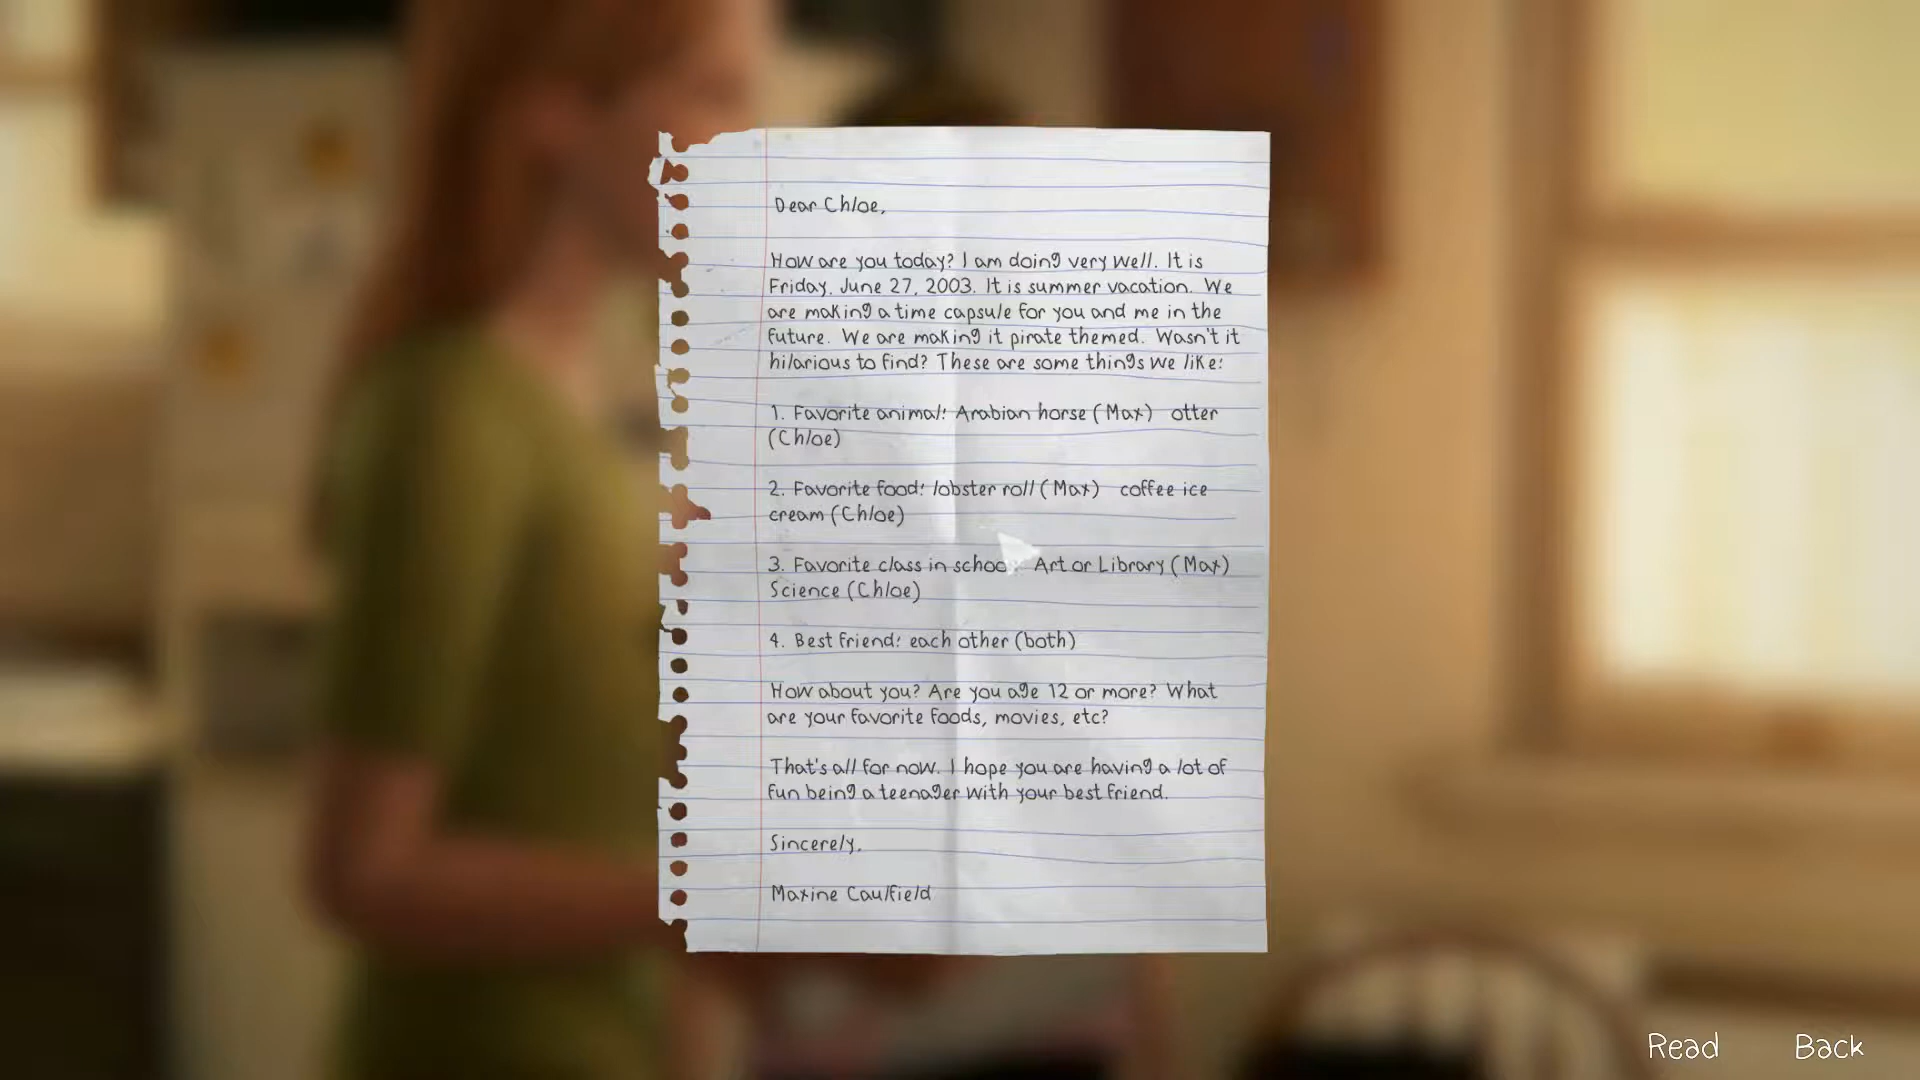 Dear Chloe,
How are you today? I am doing very well. It is
Friday, June 27, 2003. It is summer vacation. We
are making a time capsule for you and me in the
future. We are making it pirate themed. Wasn't it
hilarious to find? These are some things we like:
1. Favorite animal: Arabian horse (Max) otter
(Chloe)
2. Favorite food: lobster roll (Max) coffee ice
cream (Chloe)
3. Favorite class in school: Art or Library (Max)
Science (Chloe)
4. Best friend: each other (both)
How about you? Are you age 12 or more? What
are your favorite foods, movies, etc?
That's all for now. I hope you are having a lot of
fun being a teenager with your best friend.
Sincerely,
Maxine Caulfield
Read Back